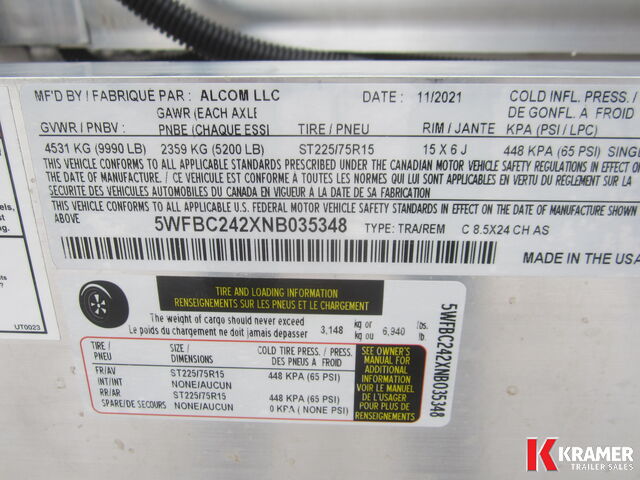 MF'D BY / FABRIQUE PAR : ALCOM LLC DATE : 11/2021 COLD INFL. PRESS. /
GAWR (EACH AXLE DE GONFL. A FROID
GVWR / PNBV : PNBE (CHAQUE ESSI TIRE / PNEU RIM / JANTE KPA (PSI / LPC)
4531 KG (9990 LB) 2359 KG (5200 LB) ST225/75R15 15 X 6 J 448 KPA (65 PSI) SINGL
THIS VEHICLE CONFORMS TO ALL APPLICABLE STANDARDS PRESCRIBED UNDER THE CANADIAN MOTOR VEHICLE SAFETY REGULATIONS IN EFFECT
ON THE DATE OF MANUFACTURE / CE VEHICULE EST CONFORME A TOUTES LES NORMES QUI LUI SONT APPLICABLES EN VERTU DU REGLEMENT SUR LA
SECURITE DES VEHICULES DU CANADA EN VIGUEUR A LA DATE DE SA FABRICATION
THIS VEHICLE CONFORMS TO ALL APPLICABLE U.S. FEDERAL MOTOR VEHICLE SAFETY STANDARDS IN EFFECT ON THE DATE OF MANUFACTURE SHOWN
ABOVE
5WFBC242XNB035348 TYPE: TRA/REM C 8.5X24 CH AS
MADE IN THE USA
UT0023
TIRE AND LOADING INFORMATION
RENSEIGNEMENTS SUR LES PNEUS ET LE CHARGEMENT
The weight of cargo should never exceed
Le poids du chargement ne doit jamais depasser 3,148 kg or kg ou 6,940 lbs. lb.
TIRE / PNEU SIZE / DIMENSIONS COLD TIRE PRESS. / DES PNEUS A FROID
FR/AV ST225/75R15 448 KPA (65 PSI)
INT/INT NONE/AUCUN
RR/AR ST225/75R15 448 KPA (65 PSI)
SPARE/DE SECOURS NONE/AUCUN 0 KPA ( NONE PSI)
SEE OWNER'S
MANUAL FOR
ADDITIONAL
INFORMATION
VOIR LE MANUEL
DE L'USAGER
POUR PLUS DE
RENSEIGNEMENTS
5WFBC242XNB035348
KRAMER
TRAILER SALES